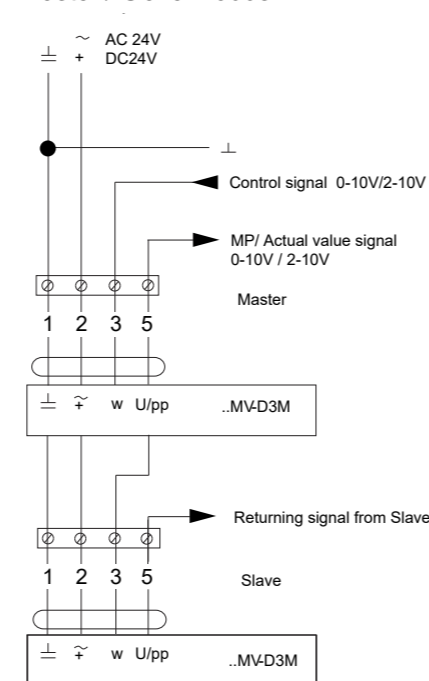 ~ AC 24V
⊥ + DC24V
⊥
Control signal 0-10V/2-10V
MP/ Actual value signal
0-10V / 2-10V
Master
1 2 3 5
⊥ ~+ w U/pp ..MV-D3M
Returning signal from Slave
1 2 3 5
Slave
⊥ ~+ w U/pp ..MV-D3M